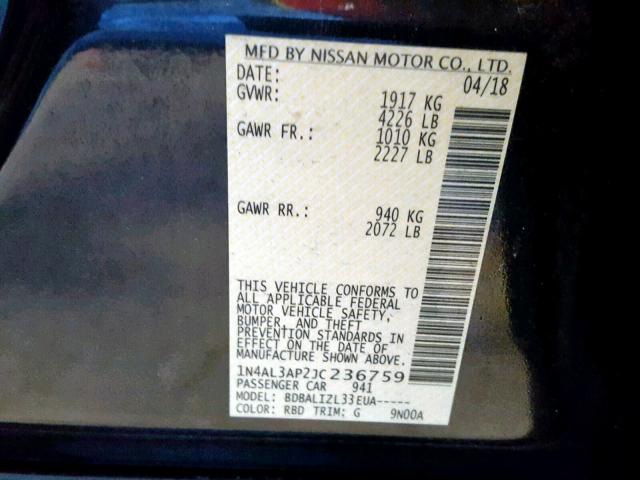 MFD BY NISSAN MOTOR CO., LTD.
DATE: 04/18
GVWR: 1917 KG
4226 LB
GAWR FR.: 1010 KG
2227 LB
GAWR RR.: 940 KG
2072 LB
THIS VEHICLE CONFORMS TO
ALL APPLICABLE FEDERAL
MOTOR VEHICLE SAFETY,
BUMPER, AND THEFT
PREVENTION STANDARDS IN
EFFECT ON THE DATE OF
MANUFACTURE SHOWN ABOVE.
1N4AL3AP2JC236759
PASSENGER CAR 941
MODEL: BDBALIZL33EUA-----
COLOR: RBD TRIM: G 9N00A